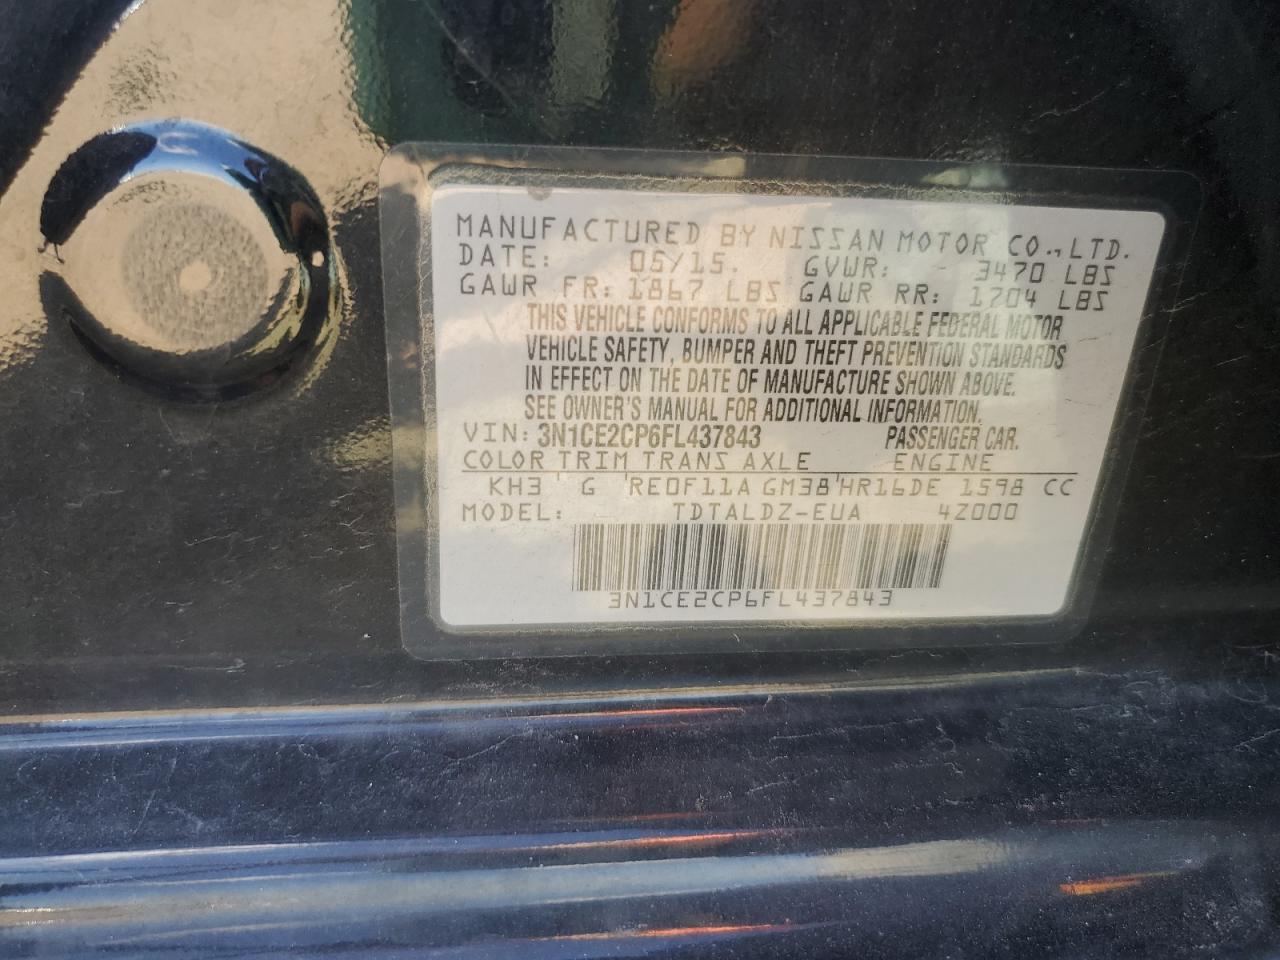 MANUFACTURED BY NISSAN MOTOR CO., LTD.
DATE: 05/15. GVWR: 3470 LBS
GAWR FR: 1867 LBS GAWR RR: 1704 LBS
THIS VEHICLE CONFORMS TO ALL APPLICABLE FEDERAL MOTOR
VEHICLE SAFETY, BUMPER AND THEFT PREVENTION STANDARDS
IN EFFECT ON THE DATE OF MANUFACTURE SHOWN ABOVE.
SEE OWNER'S MANUAL FOR ADDITIONAL INFORMATION.
VIN: 3N1CE2CP6FL437843 PASSENGER CAR.
COLOR TRIM TRANS AXLE ENGINE
KH3 ' G 'RE0F11A GM38'HR16DE 1598 CC
MODEL: TDTALDZ-EUA 4Z000
3N1CE2CP6FL437843